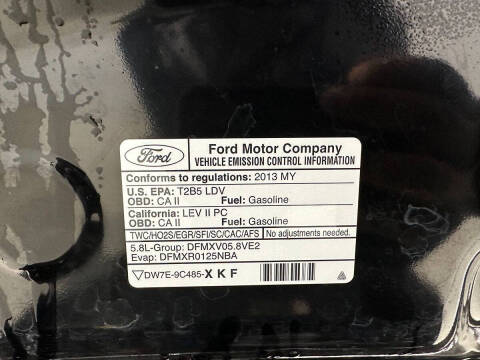 Ford
Ford Motor Company
VEHICLE EMISSION CONTROL INFORMATION
Conforms to regulations: 2013 MY
U.S. EPA: T2B5 LDV
OBD: CA II Fuel: Gasoline
California: LEV II PC
OBD: CA II Fuel: Gasoline
TWC/HO2S/EGR/SFI/SC/CAC/AFS No adjustments needed.
5.8L-Group: DFMXV05.8VE2
Evap: DFMXR0125NBA
▽DW7E-9C485-X K F